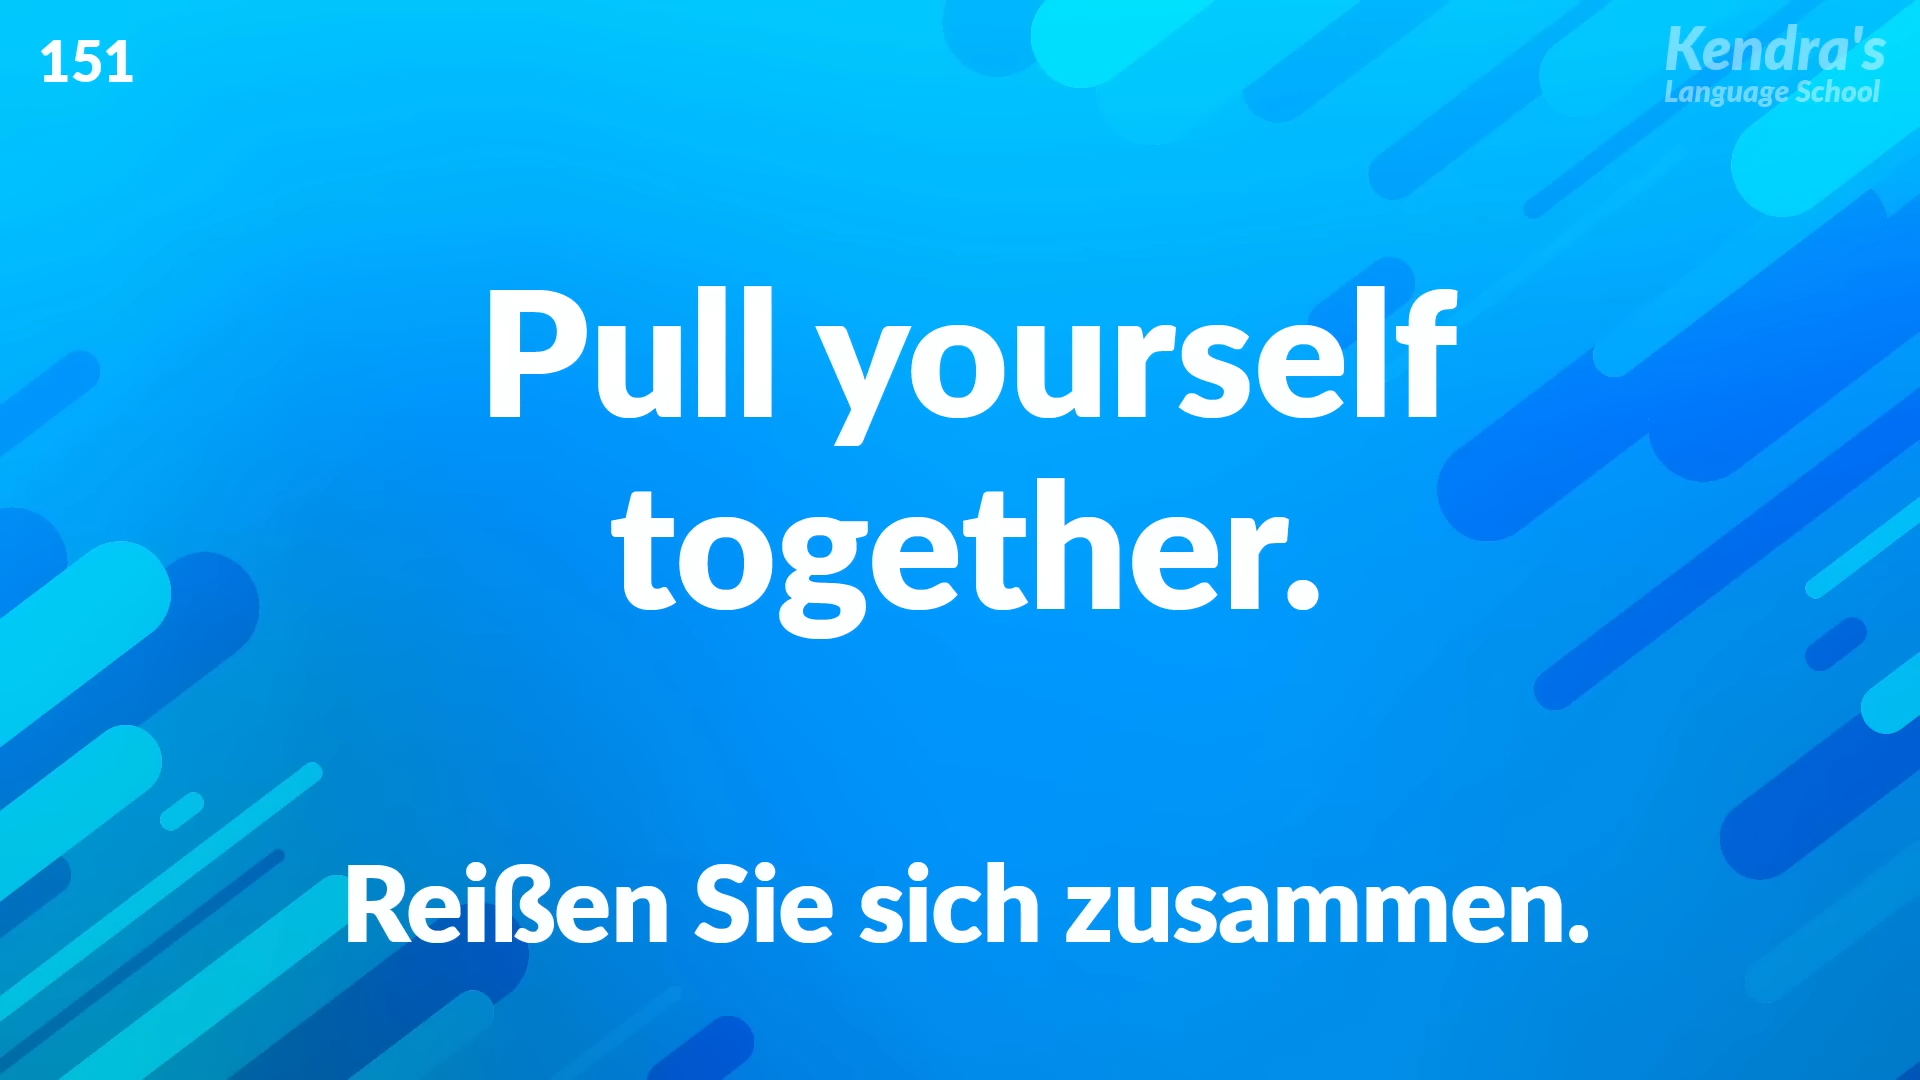 151
Kendra's
Language School
Pull yourself
together.
Reißen Sie sich zusammen.